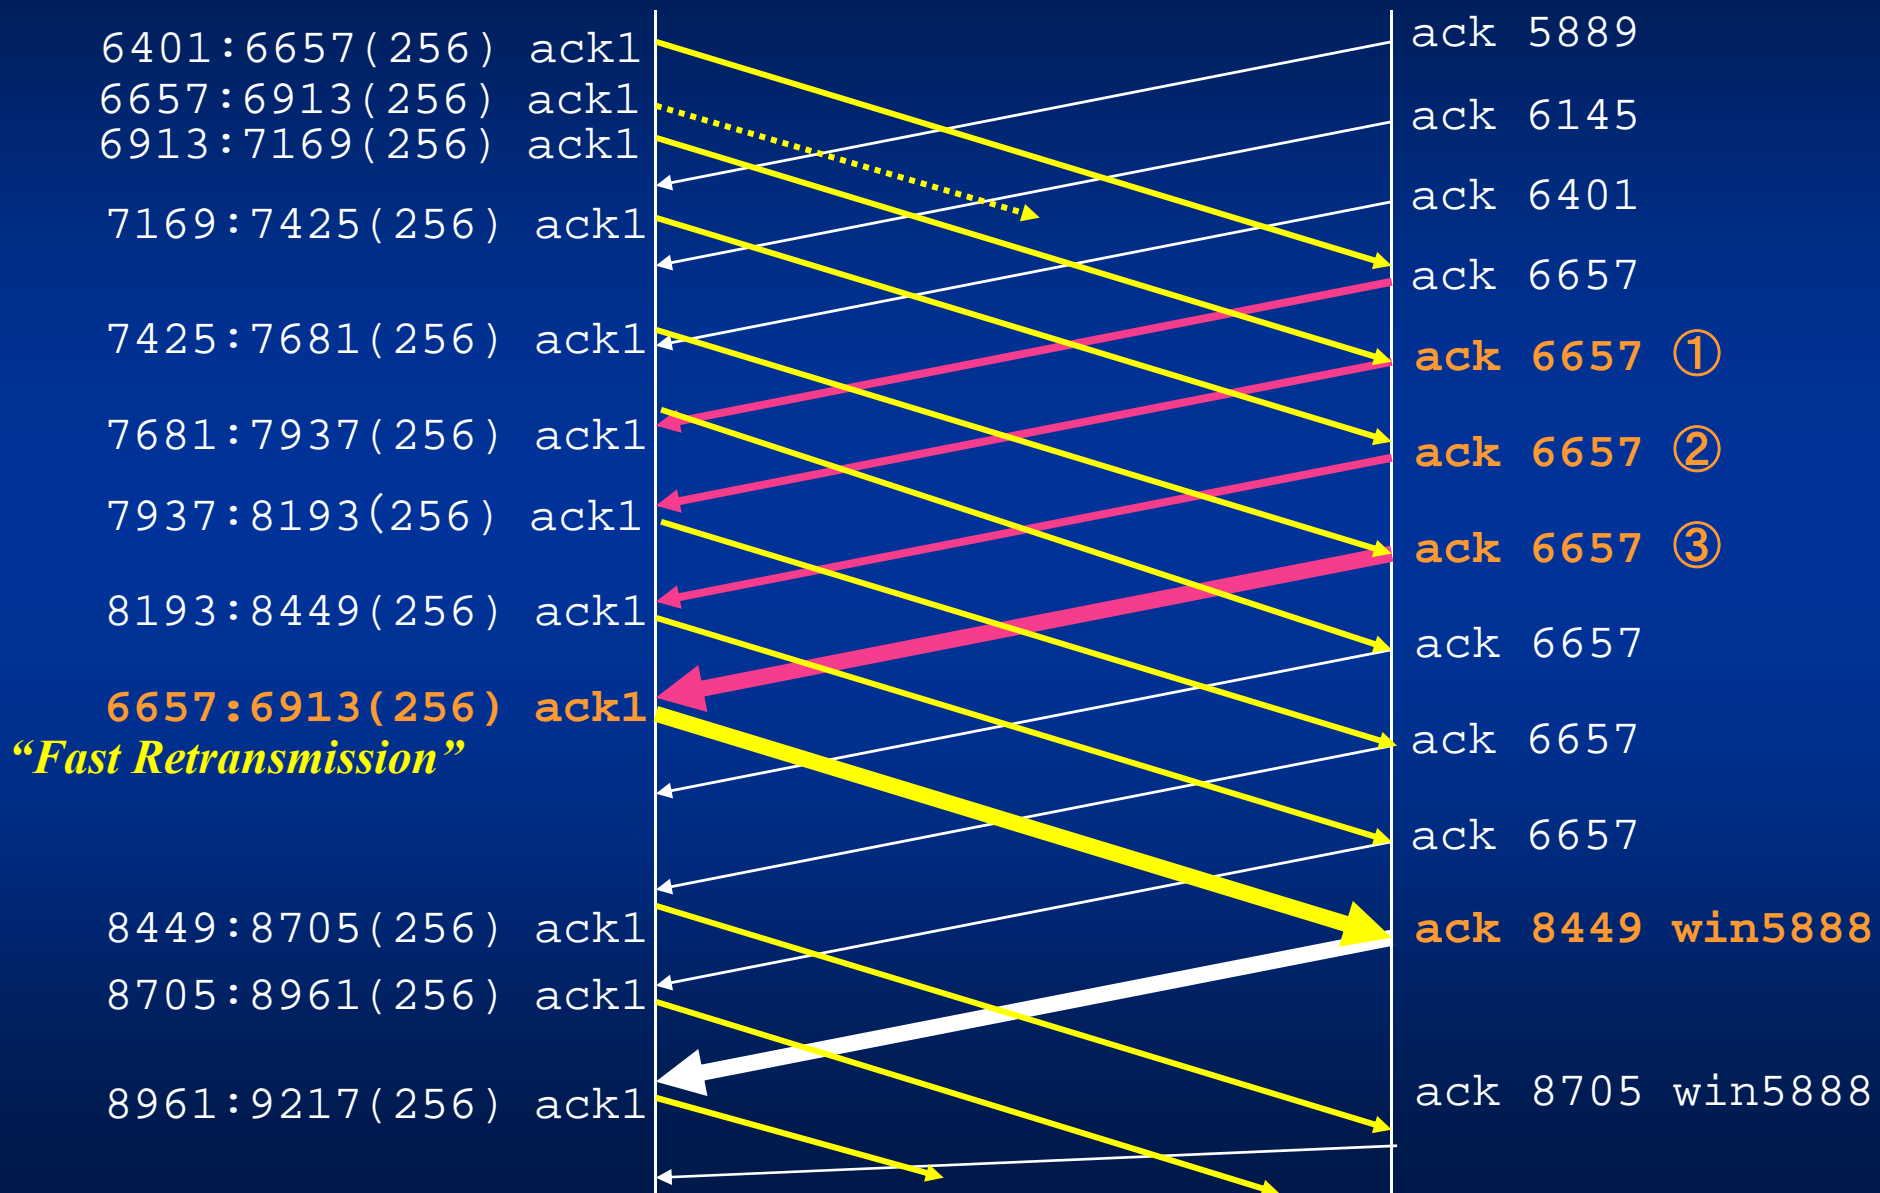 6401:6657(256) ack1
6657:6913(256) ack1
6913:7169(256) ack1
7169:7425(256) ack1
7425:7681(256) ack1
7681:7937(256) ack1
7937:8193(256) ack1
8193:8449(256) ack1
6657:6913(256) ack1
“Fast Retransmission”
8449:8705(256) ack1
8705:8961(256) ack1
8961:9217(256) ack1
ack 5889
ack 6145
ack 6401
ack 6657
ack 6657 ①
ack 6657 ②
ack 6657 ③
ack 6657
ack 6657
ack 6657
ack 8449 win5888
ack 8705 win5888